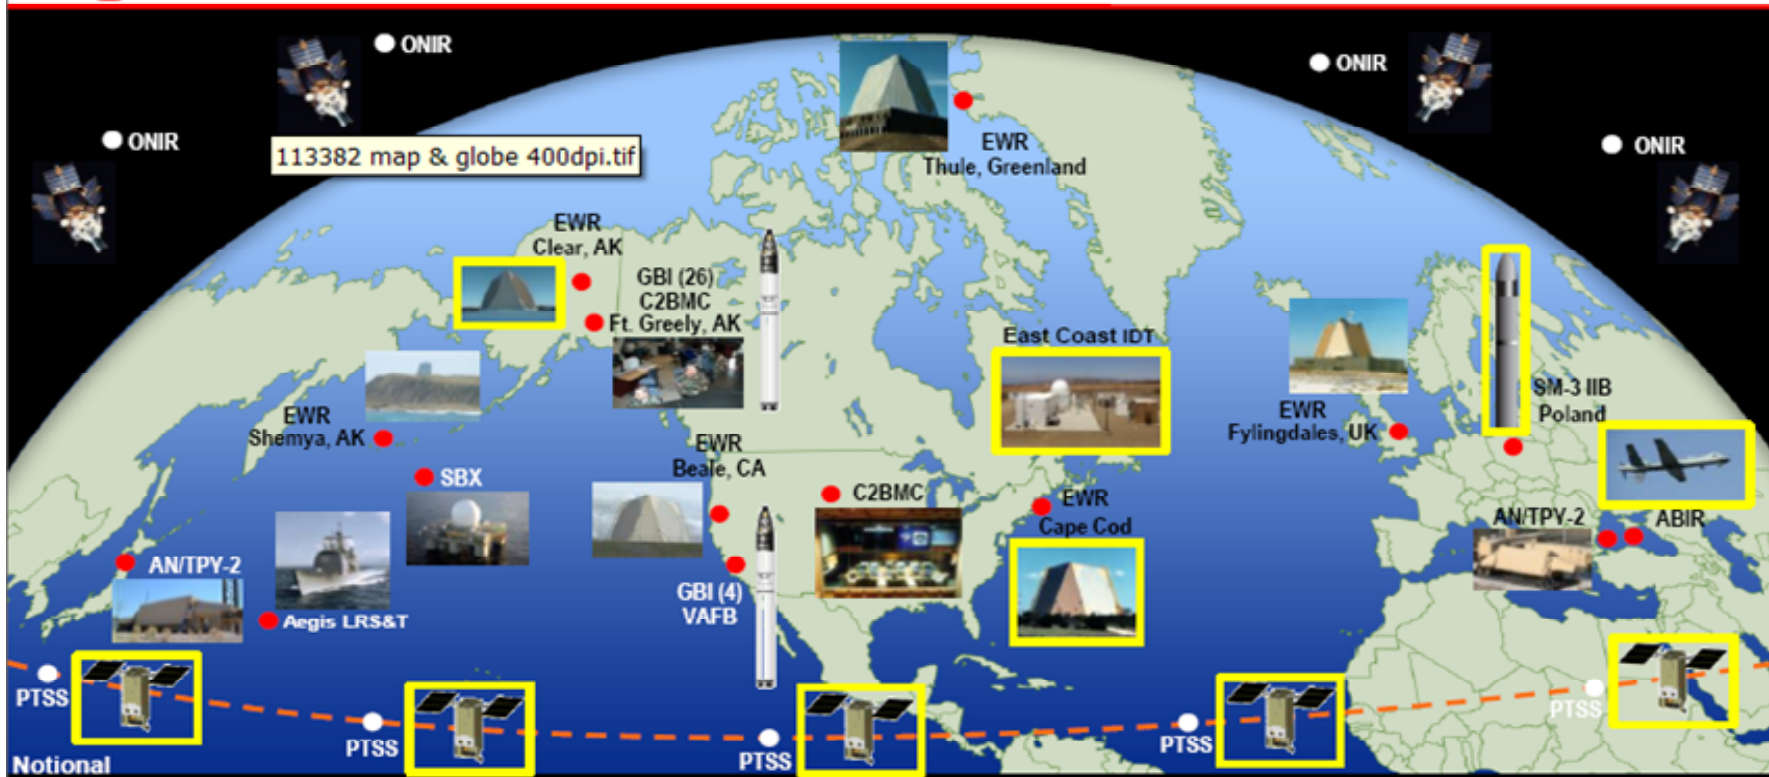 ONIR
ONIR
ONIR
ONIR
113382 map & globe 400dpi.tif
EWR
Thule, Greenland
EWR
Clear, AK
GBI (26)
C2BMC
Ft. Greely, AK
East Coast IDT
SM-3 IIB
Poland
EWR
Shemya, AK
EWR
Fylingdales, UK
EWR
Beale, CA
SBX
C2BMC
EWR
Cape Cod
AN/TPY-2
ABIR
AN/TPY-2
GBI (4)
VAFB
Aegis LRS&T
PTSS
PTSS
PTSS
PTSS
PTSS
Notional